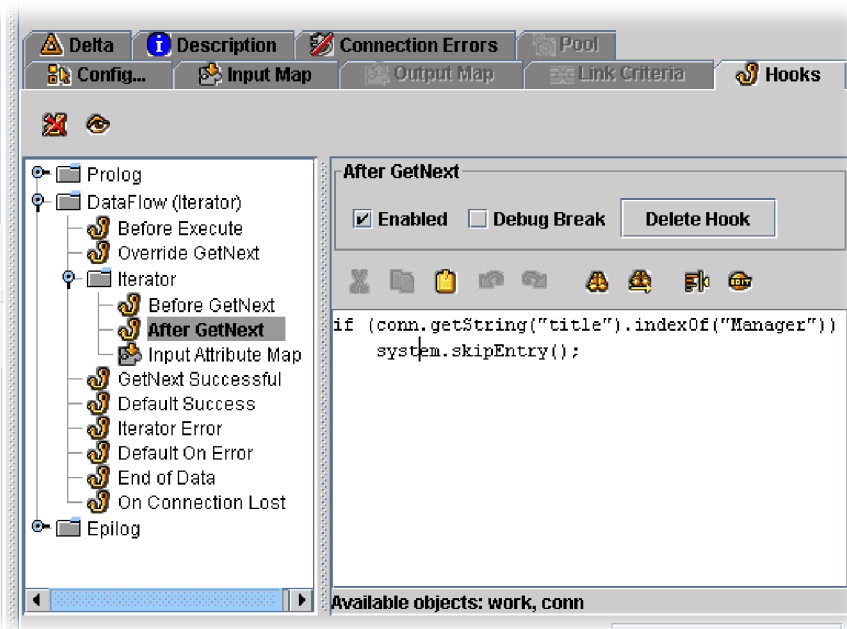 Delta
Description
Connection Errors
Pool
Config...
Input Map
Output Map
Link Criteria
Hooks
Prolog
DataFlow (Iterator)
Before Execute
Override GetNext
Iterator
Before GetNext
After GetNext
Input Attribute Map
GetNext Successful
Default Success
Iterator Error
Default On Error
End of Data
On Connection Lost
Epilog
After GetNext
Enabled
Debug Break
Delete Hook
if (conn.getString("title").indexOf("Manager"))
system.skipEntry();
Available objects: work, conn